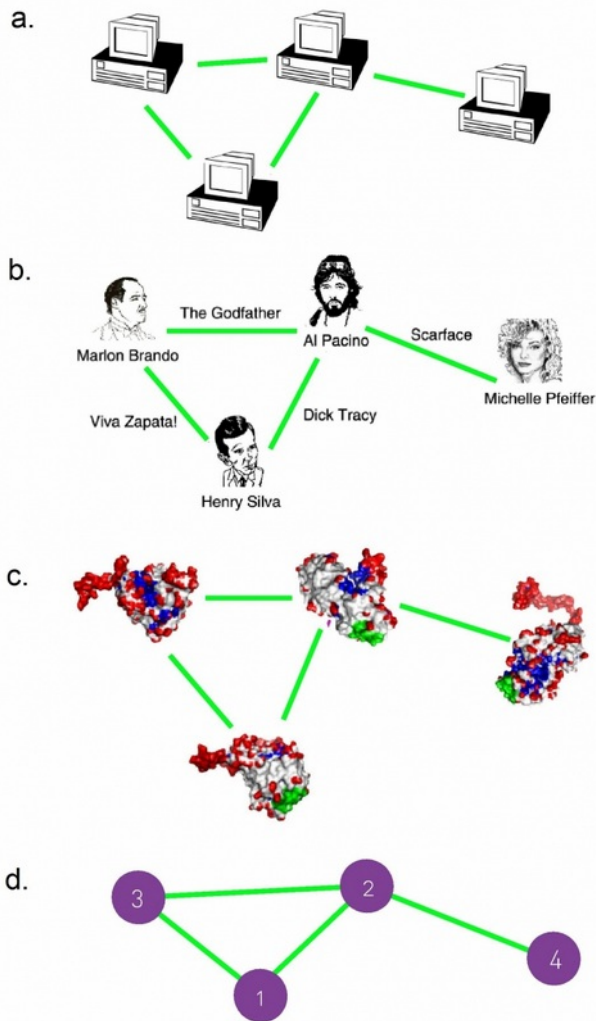 a.
b.
The Godfather
Marlon Brando
Al Pacino
Scarface
Michelle Pfeiffer
Viva Zapata!
Dick Tracy
Henry Silva
c.
d.
3
2
4
1